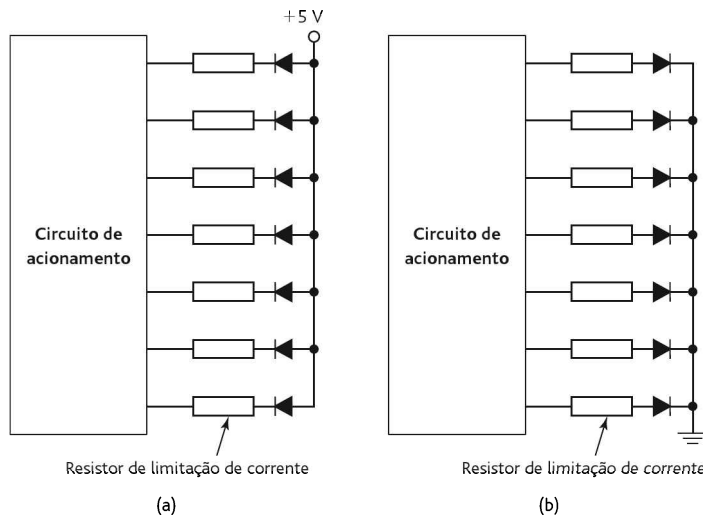 +5 V
Circuito de
acionamento
Resistor de limitação de corrente
(a)
Circuito de
acionamento
Resistor de limitação de corrente
(b)